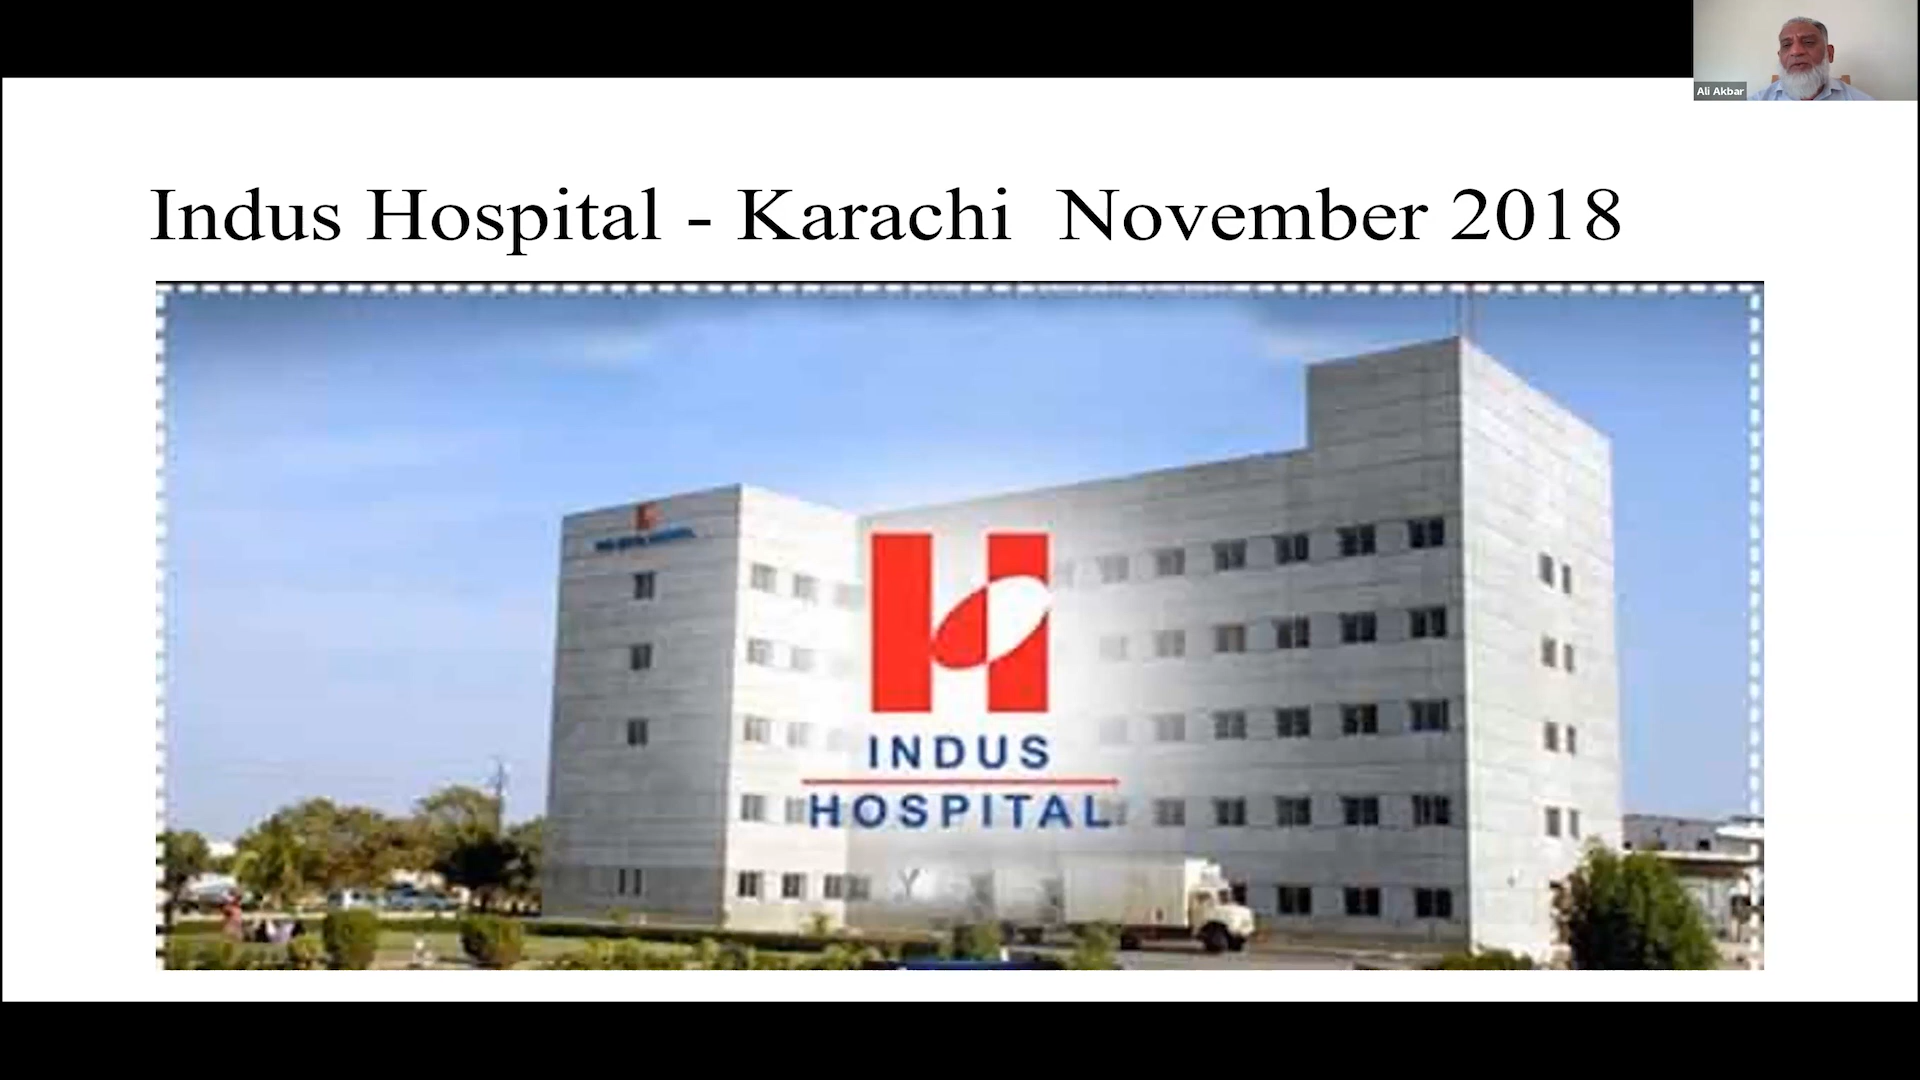 Ali Akbar
Indus Hospital - Karachi November 2018
INDUS
HOSPITAL